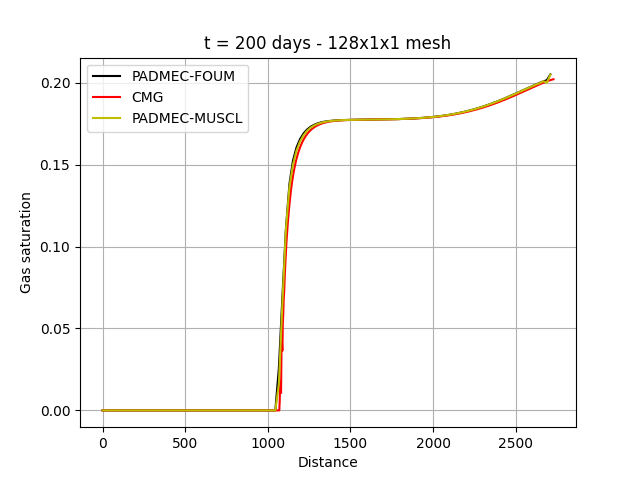 t = 200 days - 128x1x1 mesh
PADMEC-FOUM
CMG
PADMEC-MUSCL
Gas saturation
0.20
0.15
0.10
0.05
0.00
0 500 1000 1500 2000 2500
Distance